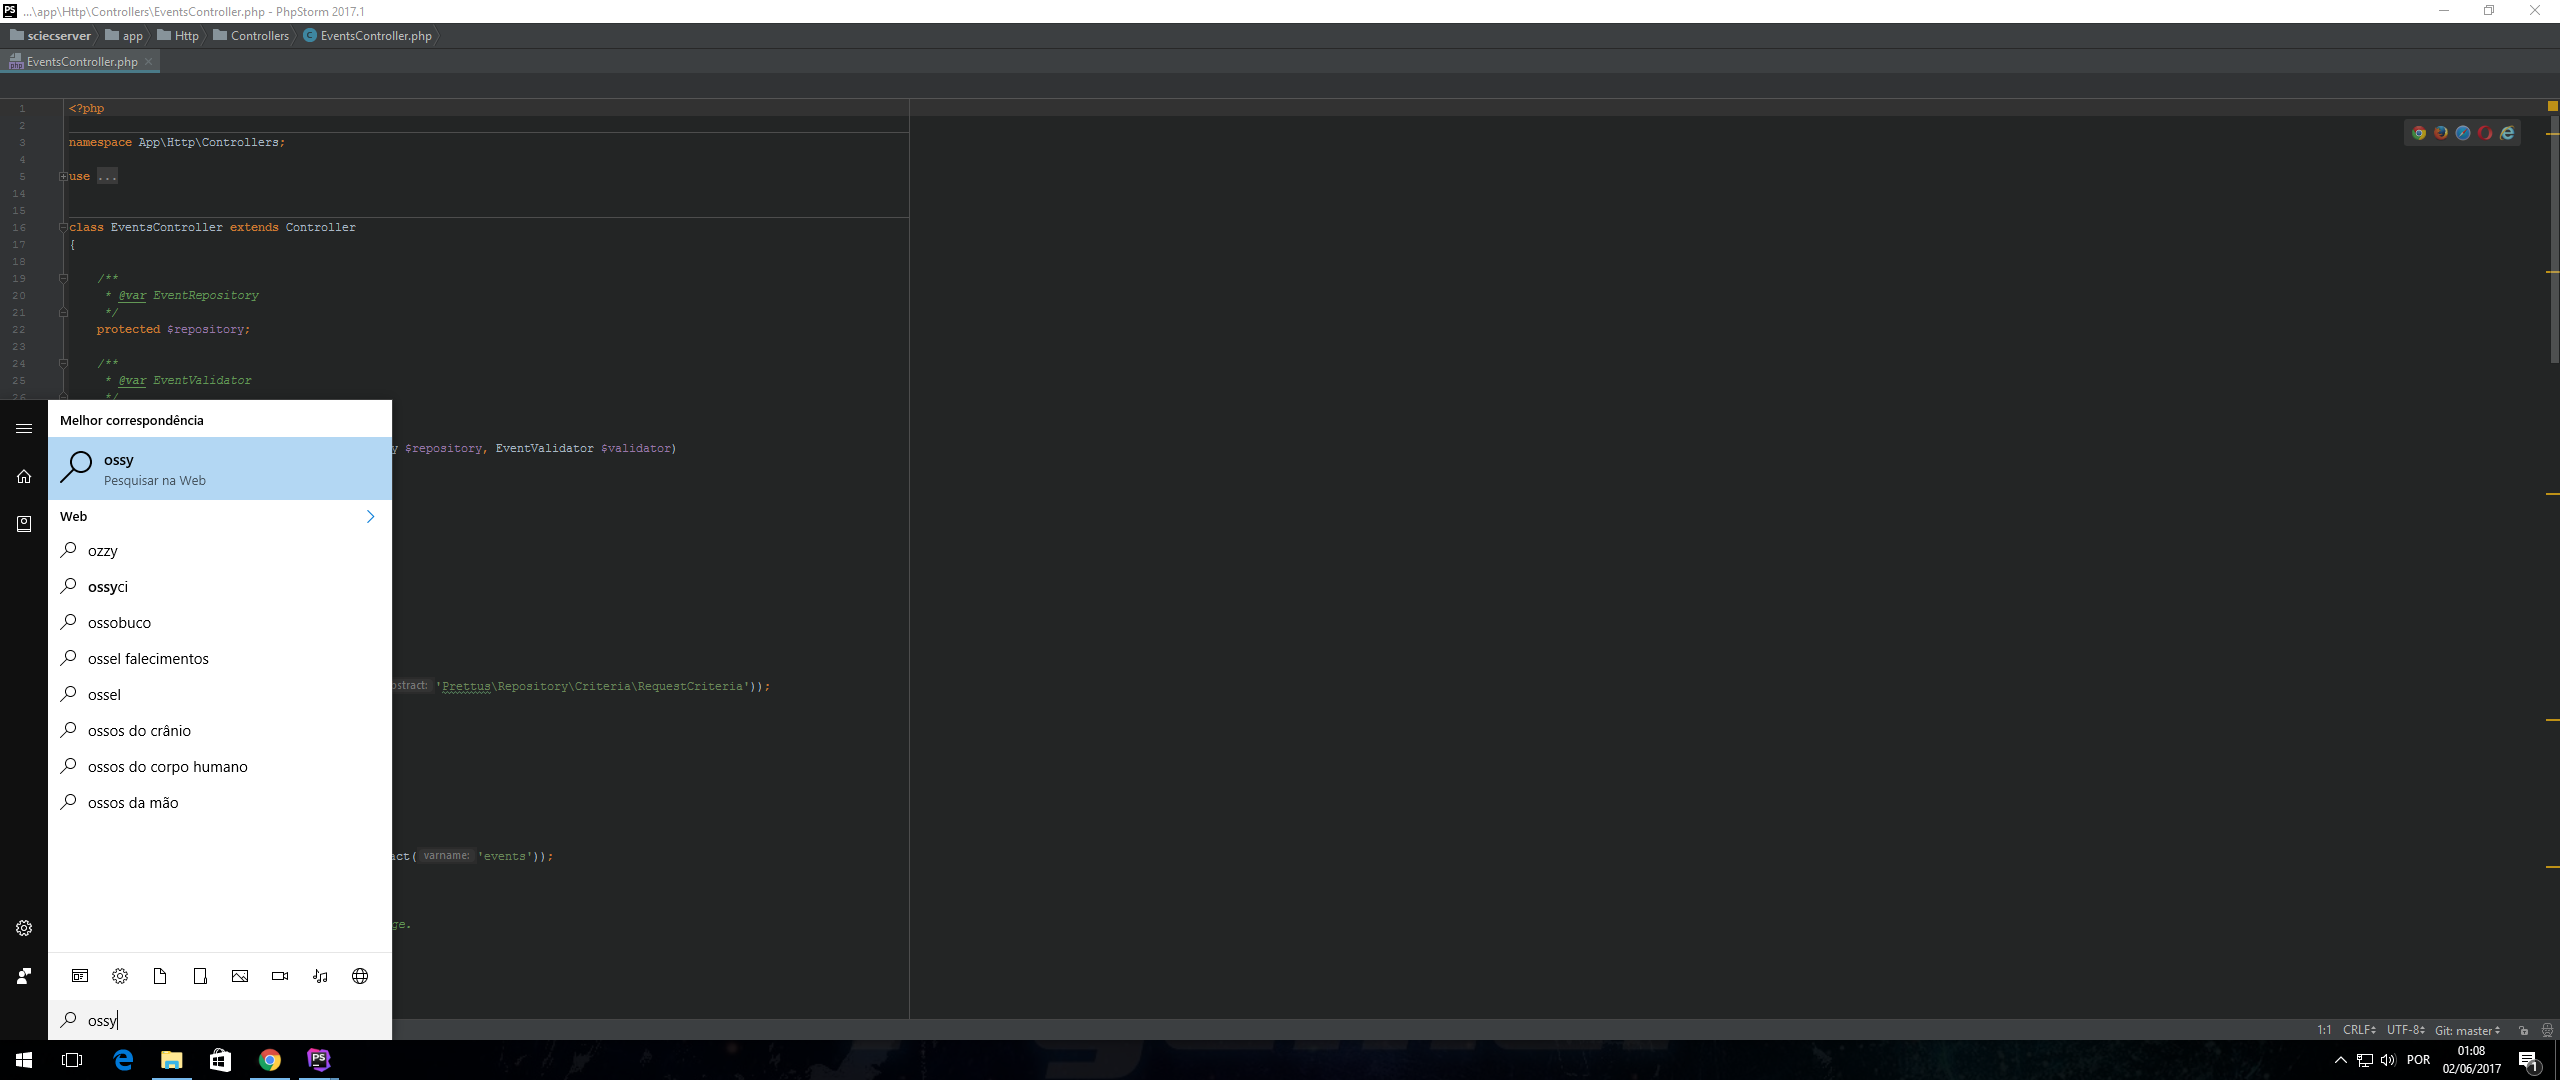 ...\app\Http\Controllers\EventsController.php - PhpStorm 2017.1
sciecserver app Http Controllers EventsController.php
EventsController.php
1 <?php
2
3 namespace App\Http\Controllers;
4
5 use ...
14
15
16 class EventsController extends Controller
17 {
18
19 /**
20 * @var EventRepository
21 */
22 protected $repository;
23
24 /**
25 * @var EventValidator
26 */
y $repository, EventValidator $validator)
ostract: 'Prettus\Repository\Criteria\RequestCriteria'));
act( varname: 'events'));
ge.
Melhor correspondência
ossy
Pesquisar na Web
Web
ozzy
ossyci
ossobuco
ossel falecimentos
ossel
ossos do crânio
ossos do corpo humano
ossos da mão
ossy
1:1 CRLF UTF-8 Git: master
POR
01:08
02/06/2017
1